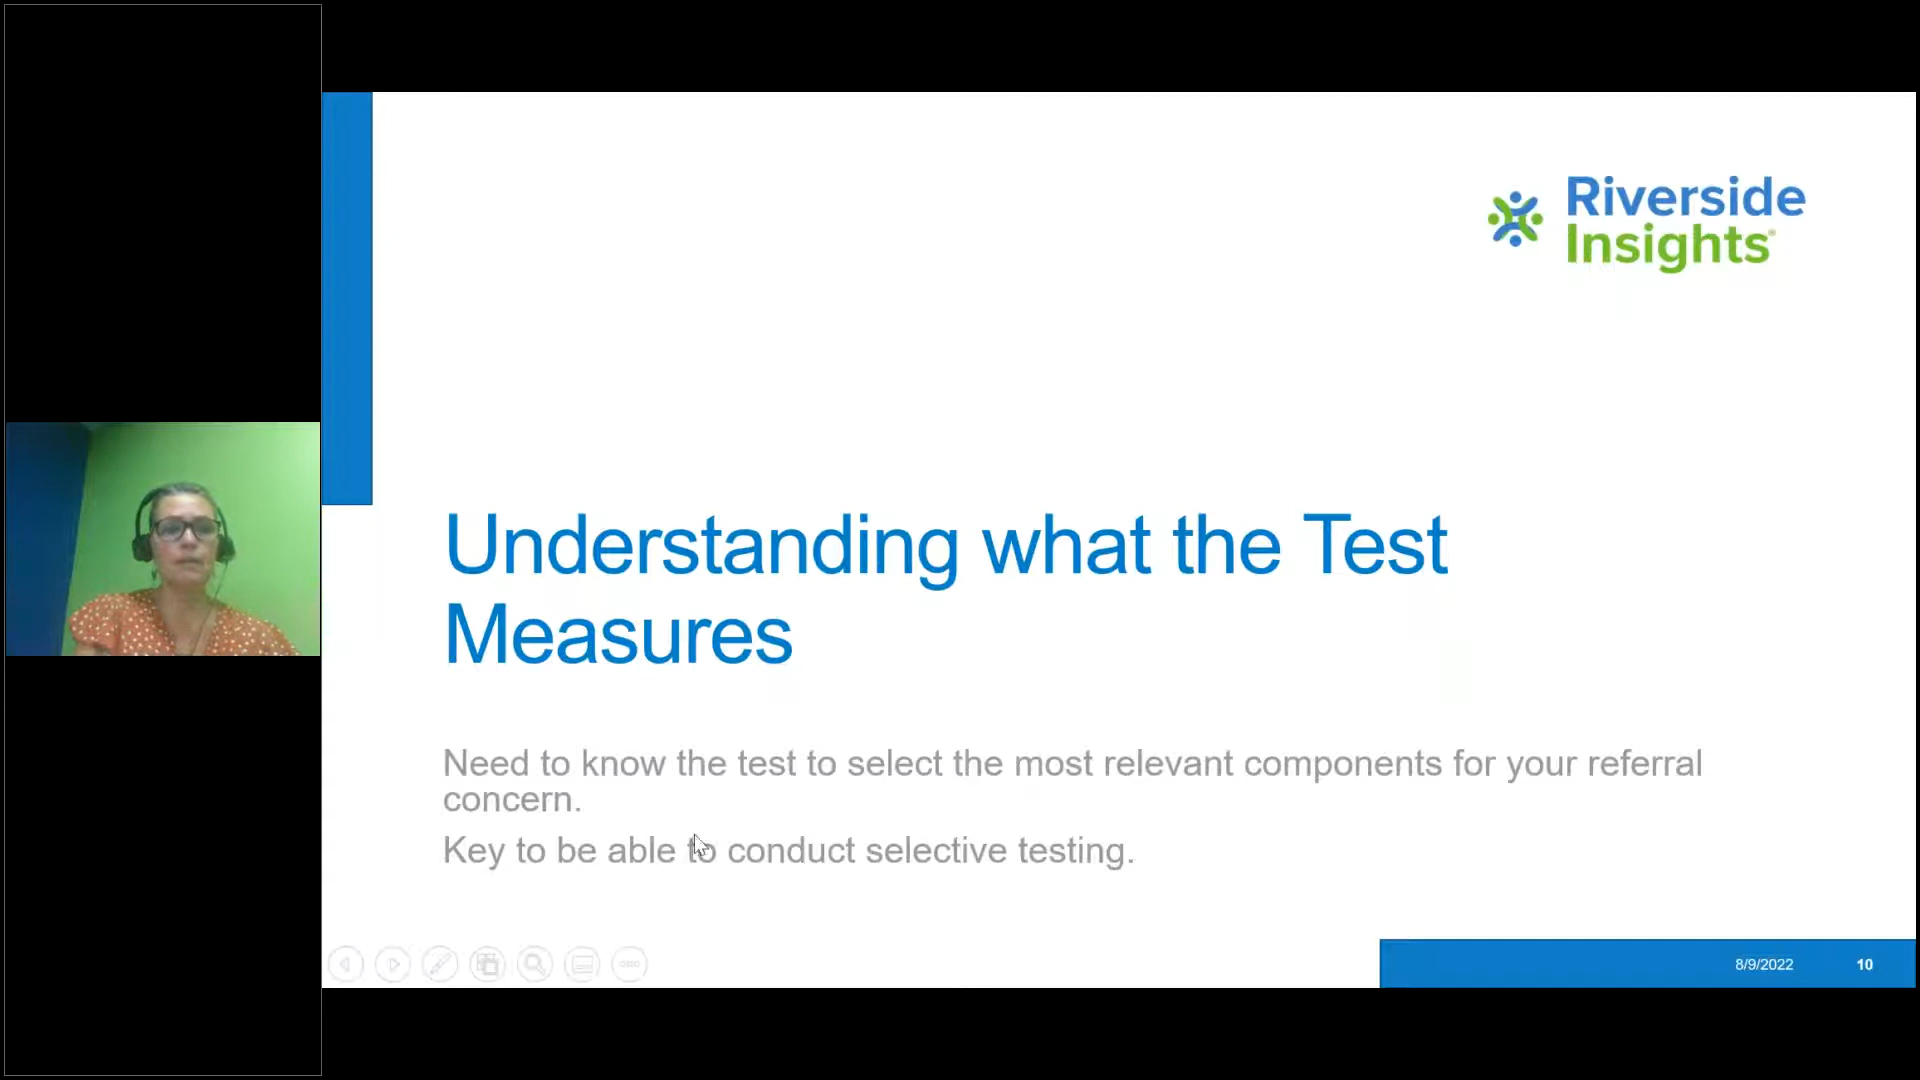 Riverside
Insights
Understanding what the Test
Measures
Need to know the test to select the most relevant components for your referral
concern.
Key to be able to conduct selective testing.
8/9/2022
10